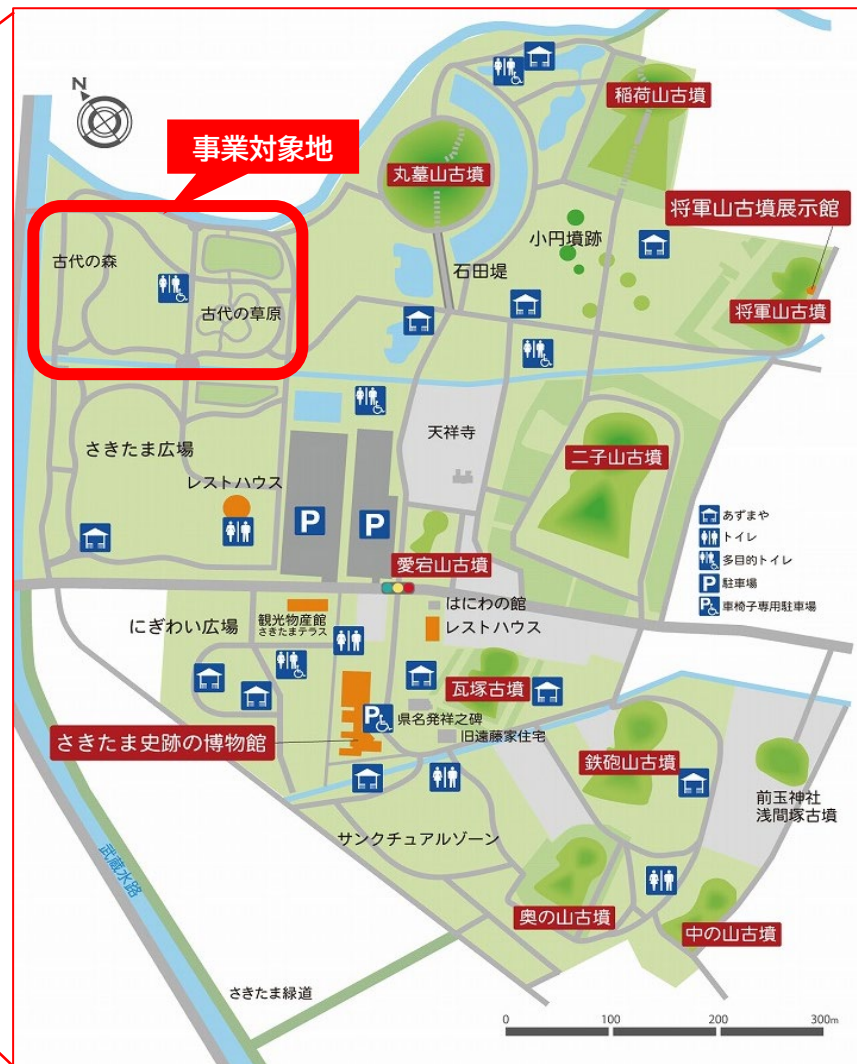 N
事業対象地
稲荷山古墳
丸墓山古墳
将軍山古墳展示館
小円墳跡
古代の森
石田堤
古代の草原
将軍山古墳
天祥寺
さきたま広場
二子山古墳
レストハウス
P
P
あずまや
トイレ
多目的トイレ
P 駐車場
P 車椅子専用駐車場
愛宕山古墳
はにわの館
レストハウス
にぎわい広場
観光物産館
さきたまテラス
瓦塚古墳
P
県名発祥之碑
旧遠藤家住宅
さきたま史跡の博物館
鉄砲山古墳
前玉神社
浅間塚古墳
サンクチュアルゾーン
武蔵水路
奥の山古墳
中の山古墳
さきたま緑道
0 100 200 300m